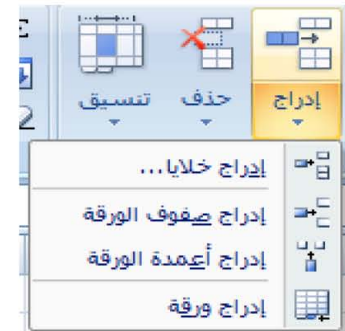 إدراج حذف تنسيق
إدراج خلايا...
إدراج صفوف الورقة
إدراج أعمدة الورقة
إدراج ورقة